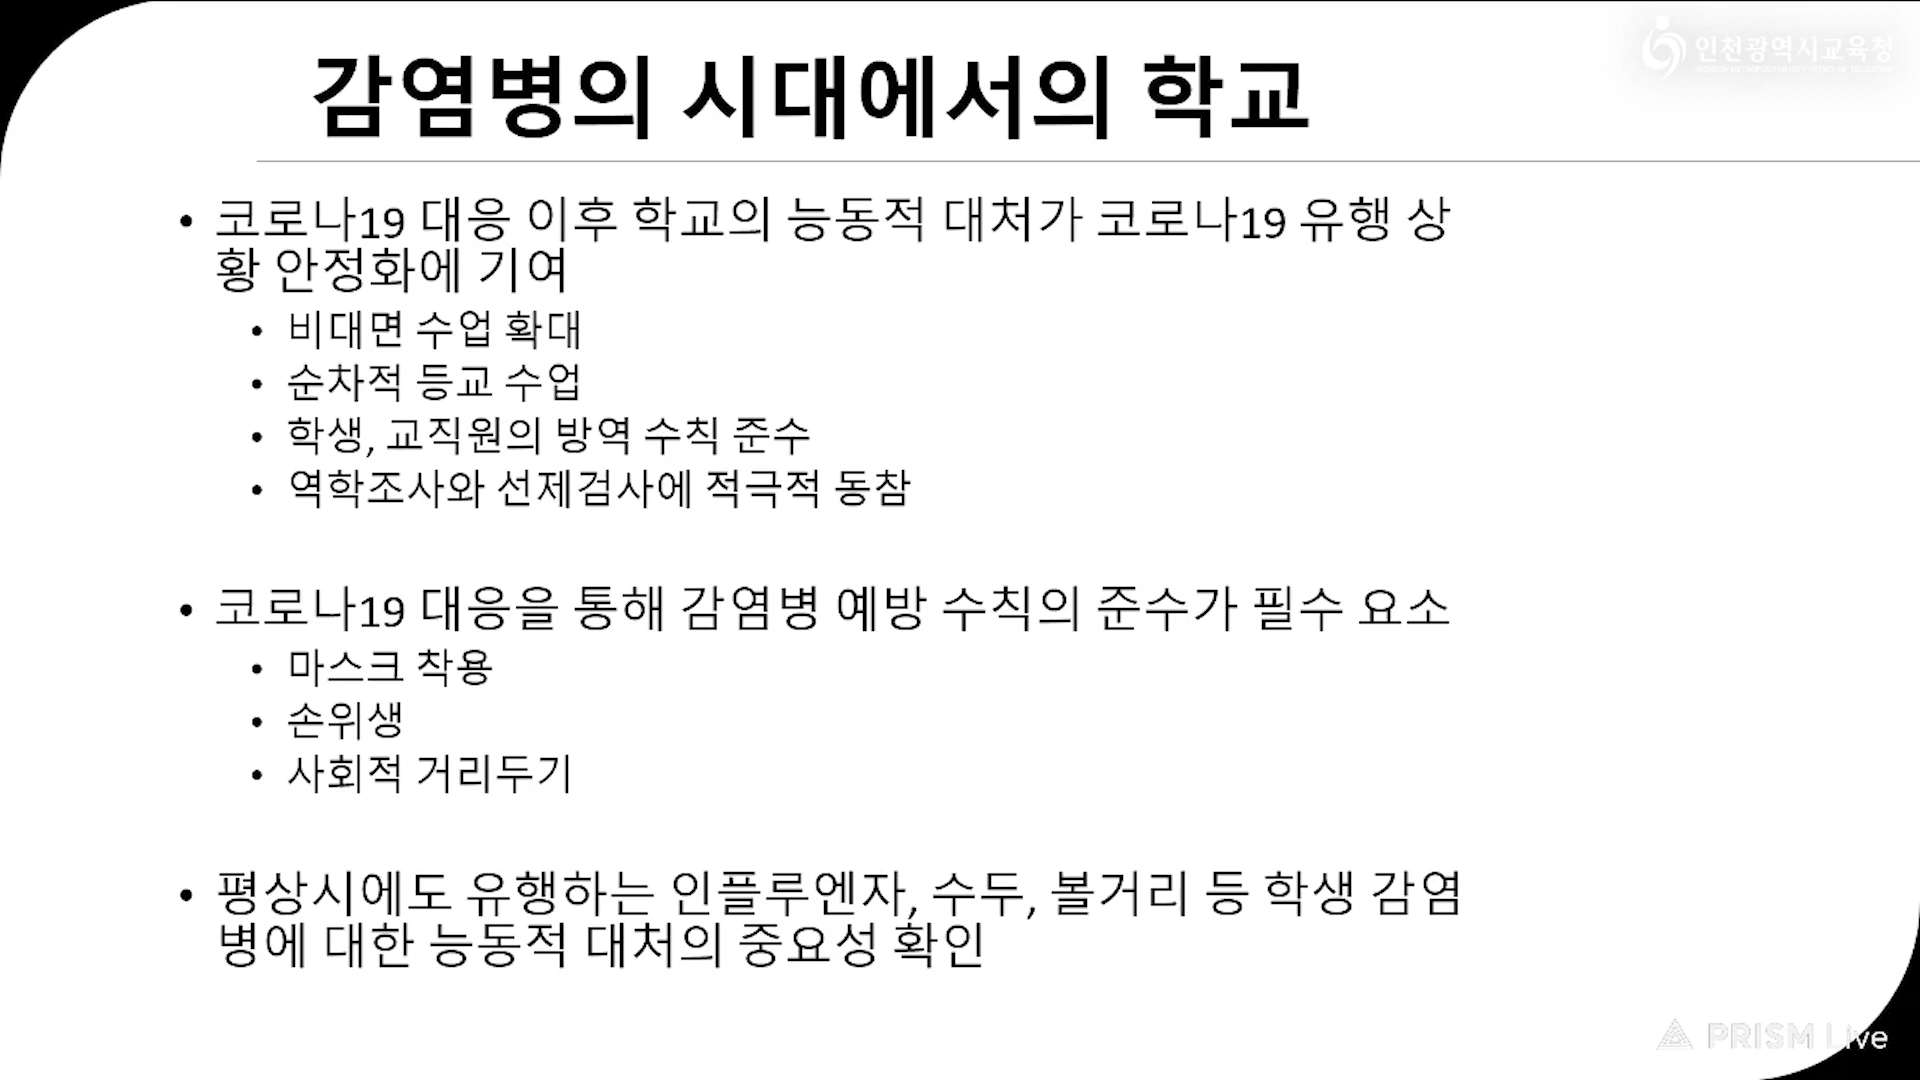 인천광역시교육청
감염병의 시대에서의 학교
• 코로나19 대응 이후 학교의 능동적 대처가 코로나19 유행 상
황 안정화에 기여
• 비대면 수업 확대
• 순차적 등교 수업
• 학생, 교직원의 방역 수칙 준수
• 역학조사와 선제검사에 적극적 동참
• 코로나19 대응을 통해 감염병 예방 수칙의 준수가 필수 요소
• 마스크 착용
• 손위생
• 사회적 거리두기
• 평상시에도 유행하는 인플루엔자, 수두, 볼거리 등 학생 감염
병에 대한 능동적 대처의 중요성 확인
PRISM Live